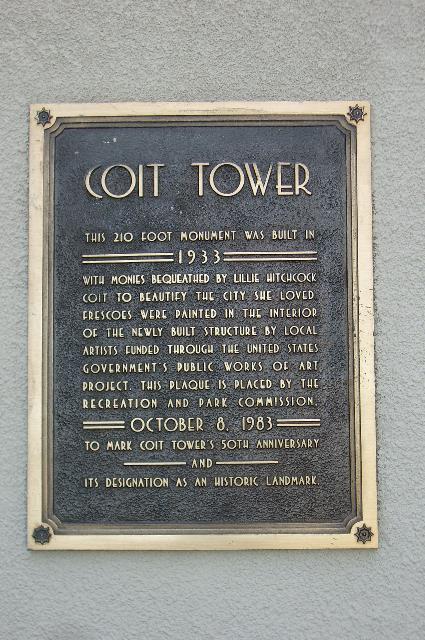 COIT TOWER
THIS 210 FOOT MONUMENT WAS BUILT IN
1933
WITH MONIES BEQUEATHED BY LILLIE HITCHCOCK
COIT TO BEAUTIFY THE CITY SHE LOVED
FRESCOES WERE PAINTED IN THE INTERIOR
OF THE NEWLY BUILT STRUCTURE BY LOCAL
ARTISTS FUNDED THROUGH THE UNITED STATES
GOVERNMENT'S PUBLIC WORKS OF ART
PROJECT. THIS PLAQUE IS PLACED BY THE
RECREATION AND PARK COMMISSION.
OCTOBER 8, 1983
TO MARK COIT TOWER'S 50TH ANNIVERSARY
AND
ITS DESIGNATION AS AN HISTORIC LANDMARK.